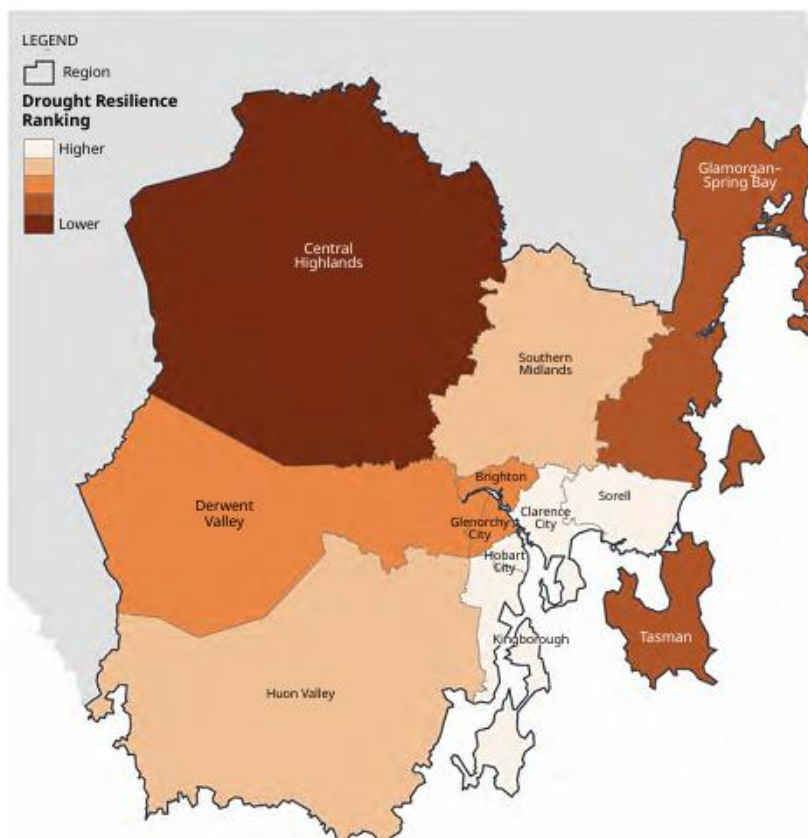 LEGEND
Region
Drought Resilience
Ranking
Higher
Lower
Glamorgan–
Spring Bay
Central
Highlands
Southern
Midlands
Brighton
Derwent
Valley
Glenorchy
City
Clarence
City
Sorell
Hobart
City
Kingborough
Tasman
Huon Valley